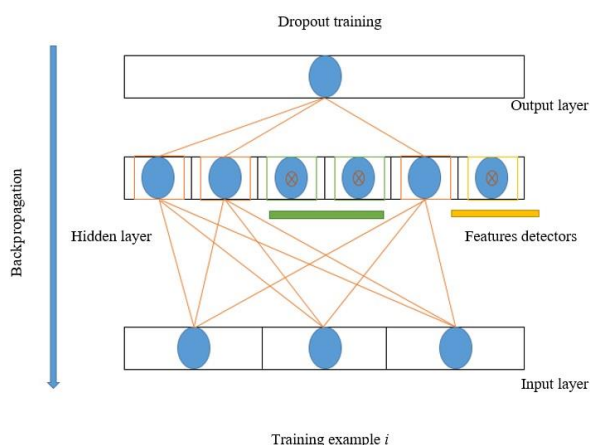 Dropout training
Output layer
Backpropagation
Hidden layer
Features detectors
Input layer
Training example i